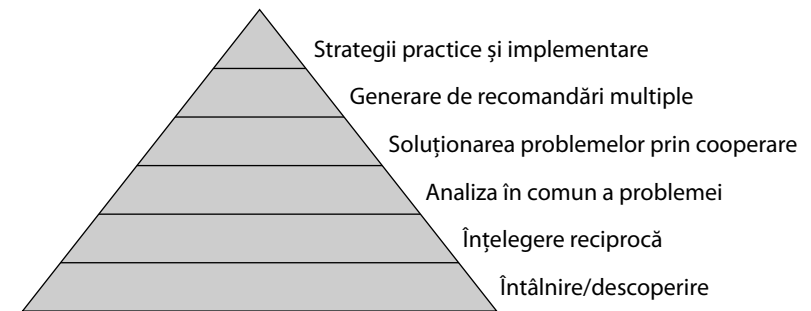 Strategii practice și implementare
Generare de recomandări multiple
Soluționarea problemelor prin cooperare
Analiza în comun a problemei
Înțelegere reciprocă
Întâlnire/descoperire